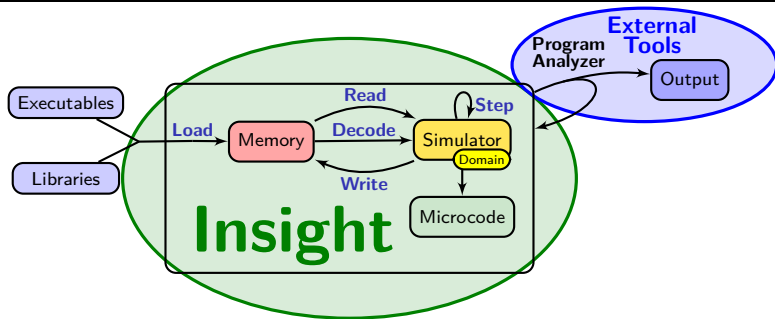 External
Tools
Program
Analyzer
Output
Executables
Read
Step
Load
Memory
Decode
Simulator
Domain
Libraries
Write
Microcode
Insight